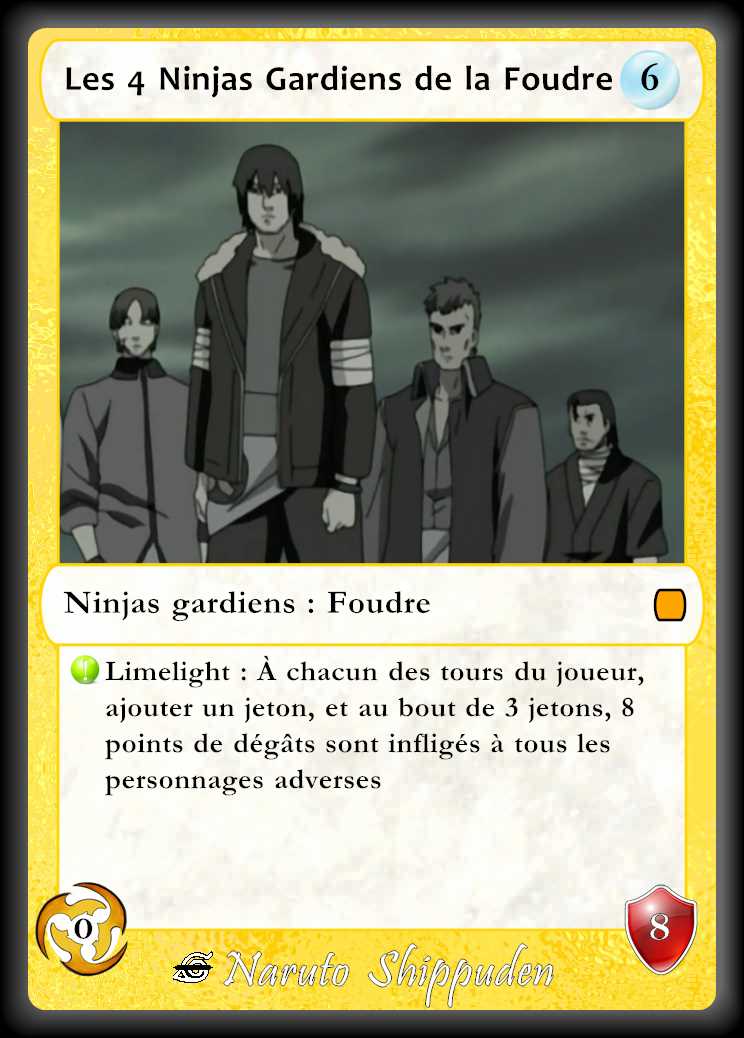 Les 4 Ninjas Gardiens de la Foudre 6
Ninjas gardiens : Foudre
! Limelight : À chacun des tours du joueur,
ajouter un jeton, et au bout de 3 jetons, 8
points de dégâts sont infligés à tous les
personnages adverses
0
8
Naruto Shippuden